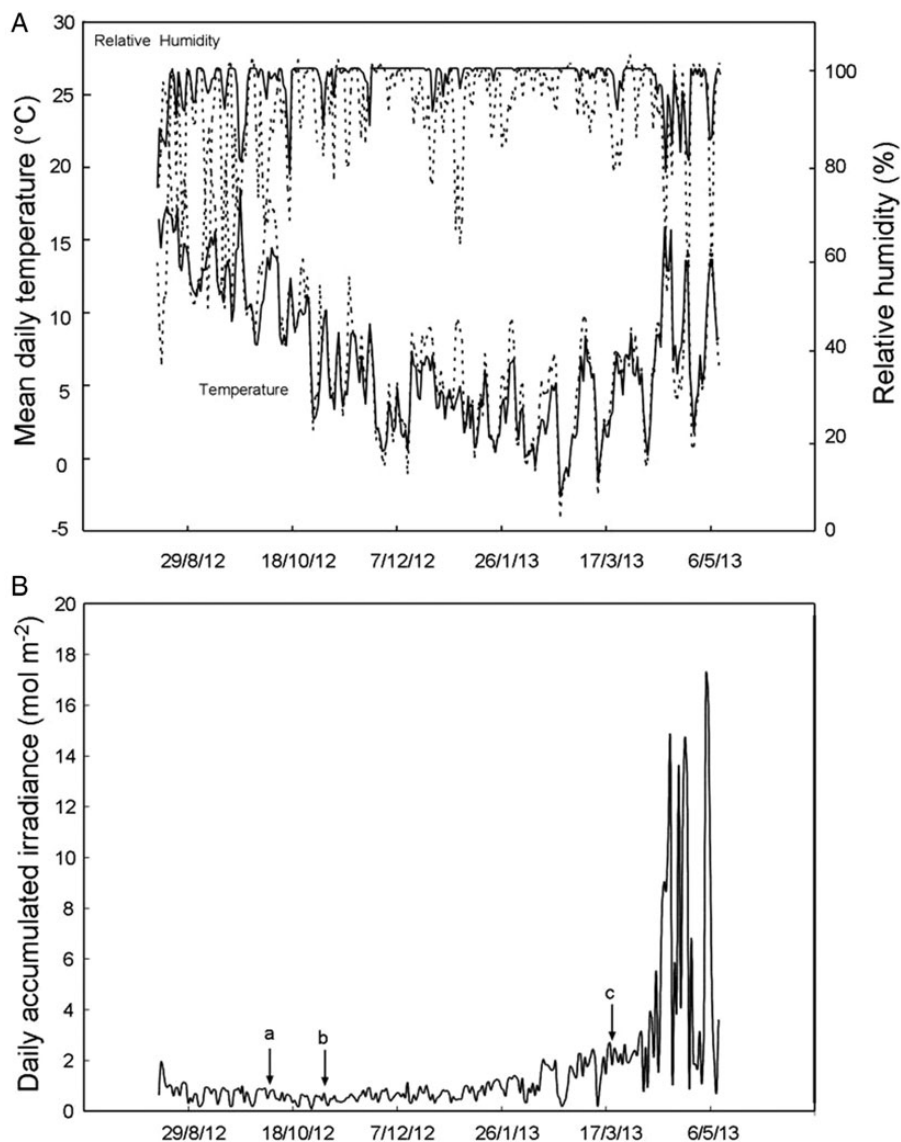 A
Relative Humidity
Mean daily temperature (°C)
30
25
20
15
10
5
0
-5
Temperature
100
80
60
40
20
0
Relative humidity (%)
29/8/12 18/10/12 7/12/12 26/1/13 17/3/13 6/5/13
B
Daily accumulated irradiance (mol m⁻²)
20
18
16
14
12
10
8
6
4
2
0
a
b
c
29/8/12 18/10/12 7/12/12 26/1/13 17/3/13 6/5/13